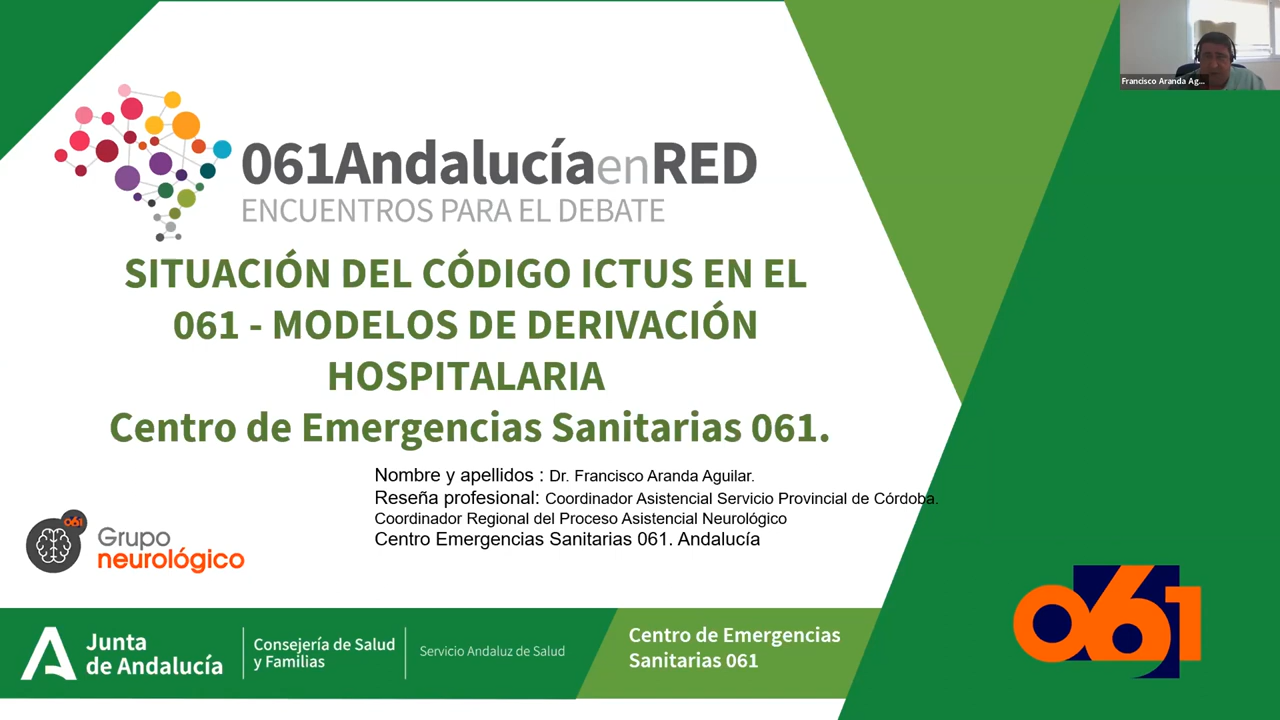 Francisco Aranda Ag...
061AndalucíaenRED
ENCUENTROS PARA EL DEBATE
SITUACIÓN DEL CÓDIGO ICTUS EN EL
061 - MODELOS DE DERIVACIÓN
HOSPITALARIA
Centro de Emergencias Sanitarias 061.
Nombre y apellidos : Dr. Francisco Aranda Aguilar.
Reseña profesional: Coordinador Asistencial Servicio Provincial de Córdoba.
Coordinador Regional del Proceso Asistencial Neurológico
Centro Emergencias Sanitarias 061. Andalucía
061
Grupo
neurológico
061
Junta
de Andalucía
Consejería de Salud
y Familias
Servicio Andaluz de Salud
Centro de Emergencias
Sanitarias 061